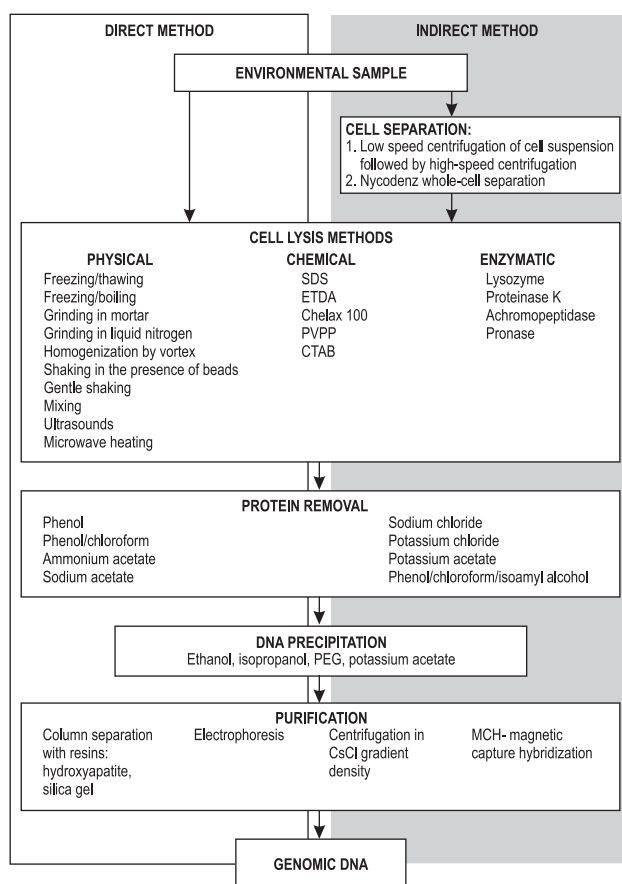 DIRECT METHOD
INDIRECT METHOD
ENVIRONMENTAL SAMPLE
CELL SEPARATION:
1. Low speed centrifugation of cell suspension
followed by high-speed centrifugation
2. Nycodenz whole-cell separation
CELL LYSIS METHODS
PHYSICAL
Freezing/thawing
Freezing/boiling
Grinding in mortar
Grinding in liquid nitrogen
Homogenization by vortex
Shaking in the presence of beads
Gentle shaking
Mixing
Ultrasounds
Microwave heating
CHEMICAL
SDS
ETDA
Chelax 100
PVPP
CTAB
ENZYMATIC
Lysozyme
Proteinase K
Achromopeptidase
Pronase
PROTEIN REMOVAL
Phenol
Phenol/chloroform
Ammonium acetate
Sodium acetate
Sodium chloride
Potassium chloride
Potassium acetate
Phenol/chloroform/isoamyl alcohol
DNA PRECIPITATION
Ethanol, isopropanol, PEG, potassium acetate
PURIFICATION
Column separation
with resins:
hydroxyapatite,
silica gel
Electrophoresis
Centrifugation in
CsCl gradient
density
MCH- magnetic
capture hybridization
GENOMIC DNA